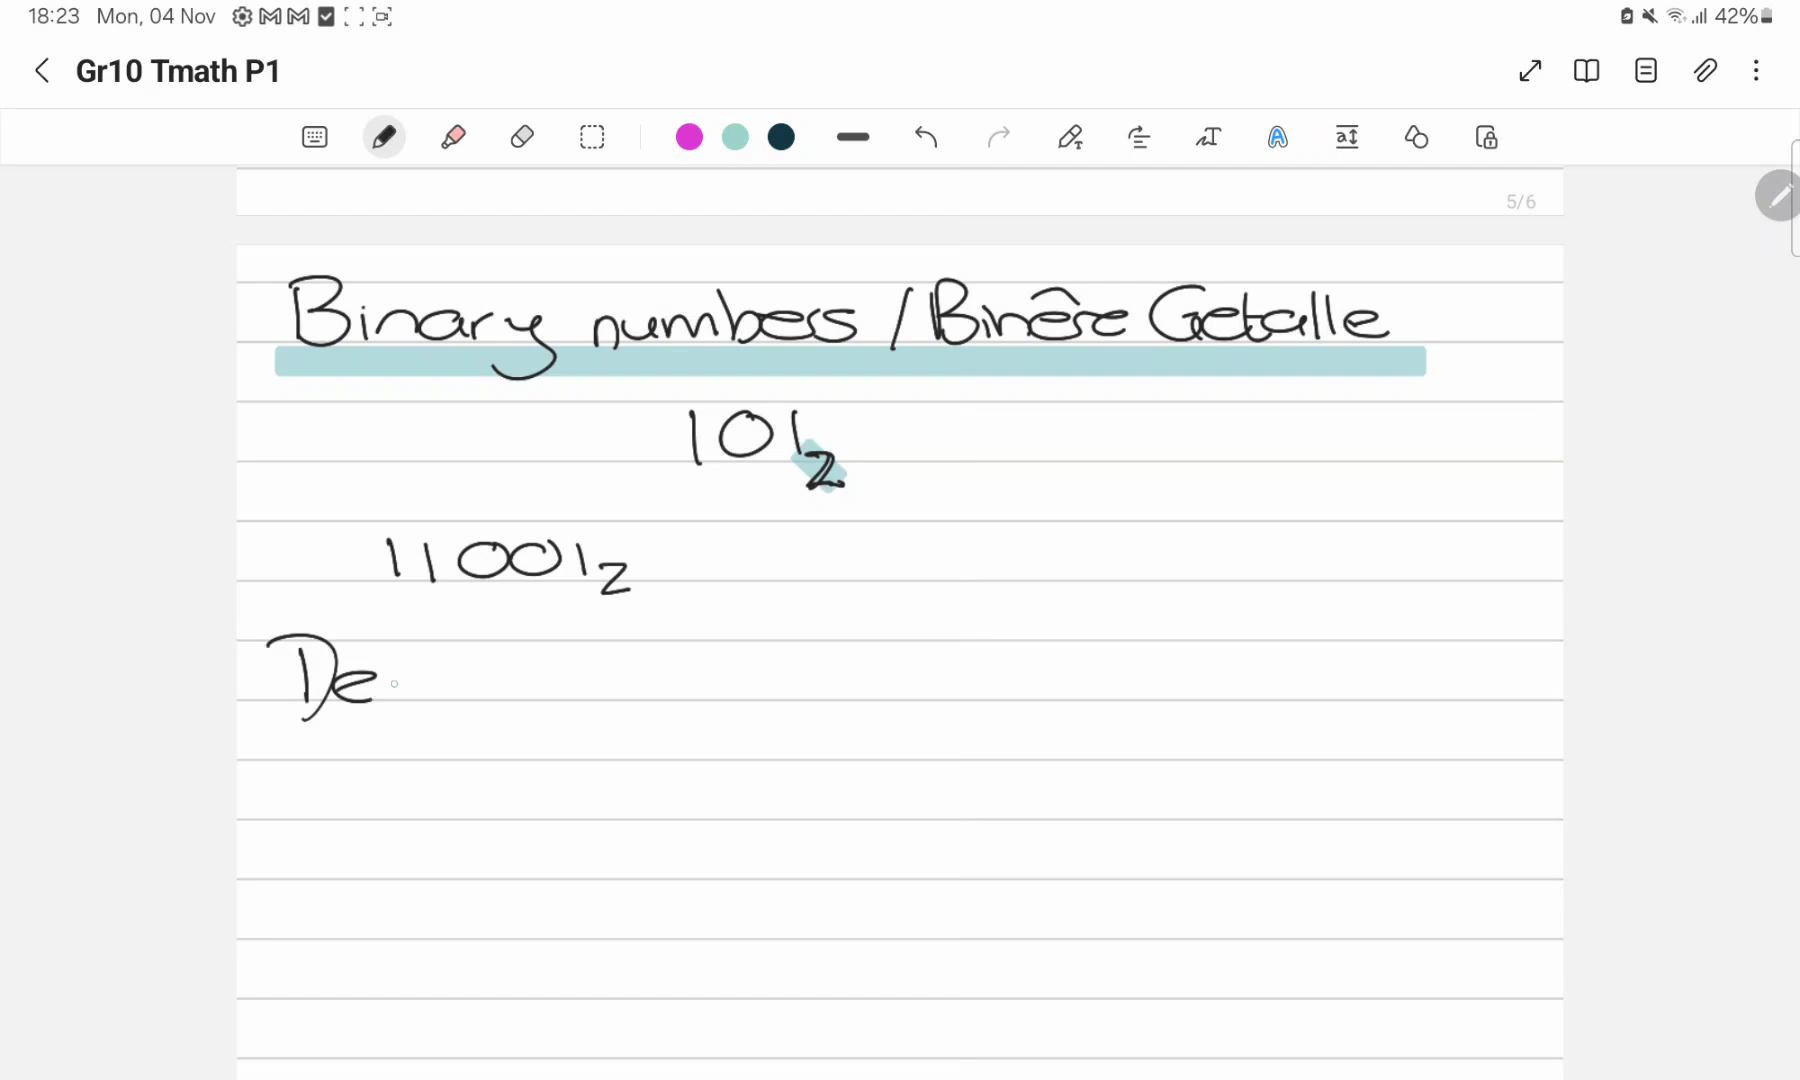 18:23 Mon, 04 Nov 42%
Gr10 Tmath P1
5/6
Binary numbers / Binêre Getalle
101₂
11001₂
De